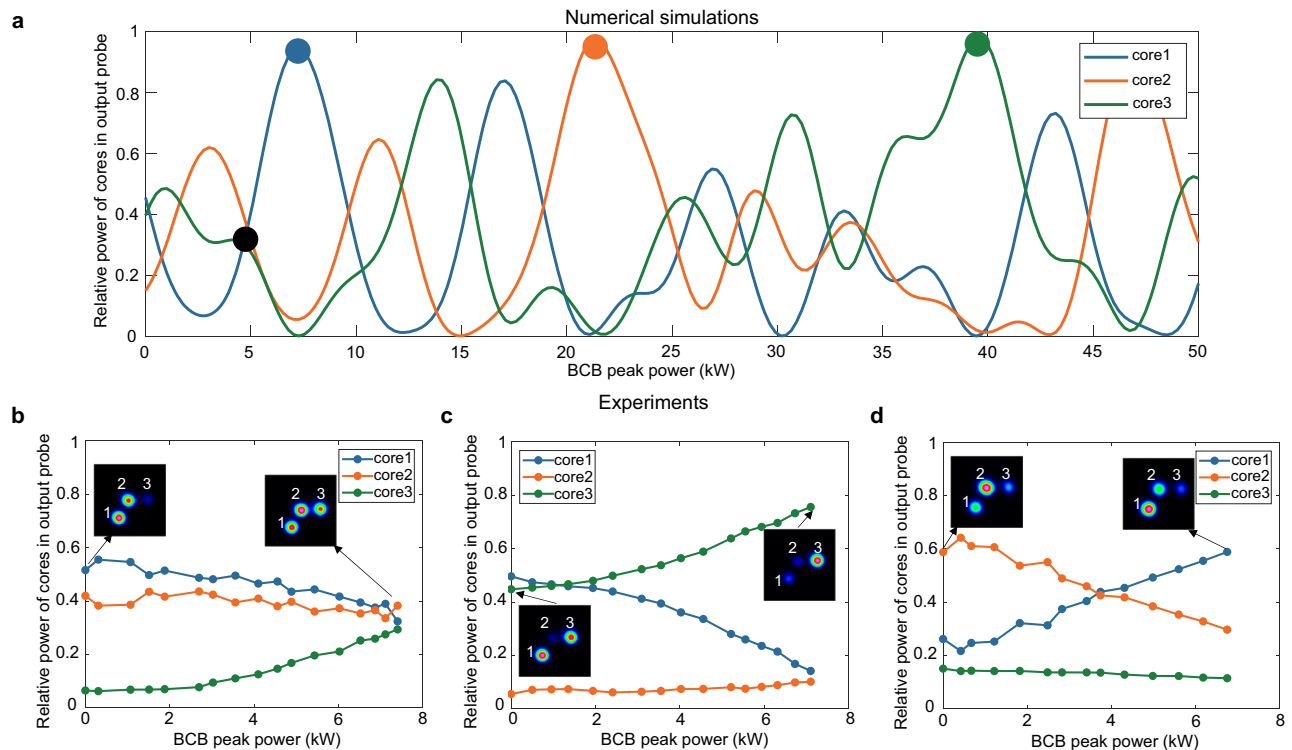 a
Numerical simulations
Relative power of cores in output probe
1
0.8
0.6
0.4
0.2
0
core1
core2
core3
0 5 10 15 20 25 30 35 40 45 50
BCB peak power (kW)
Experiments
b
Relative power of cores in output probe
1
0.8
0.6
0.4
0.2
0
core1
core2
core3
2 3
1
2 3
1
0 2 4 6 8
BCB peak power (kW)
c
Relative power of cores in output probe
1
0.8
0.6
0.4
0.2
0
core1
core2
core3
2 3
1
2 3
1
0 2 4 6 8
BCB peak power (kW)
d
Relative power of cores in output probe
1
0.8
0.6
0.4
0.2
0
core1
core2
core3
2 3
1
2 3
1
0 2 4 6 8
BCB peak power (kW)